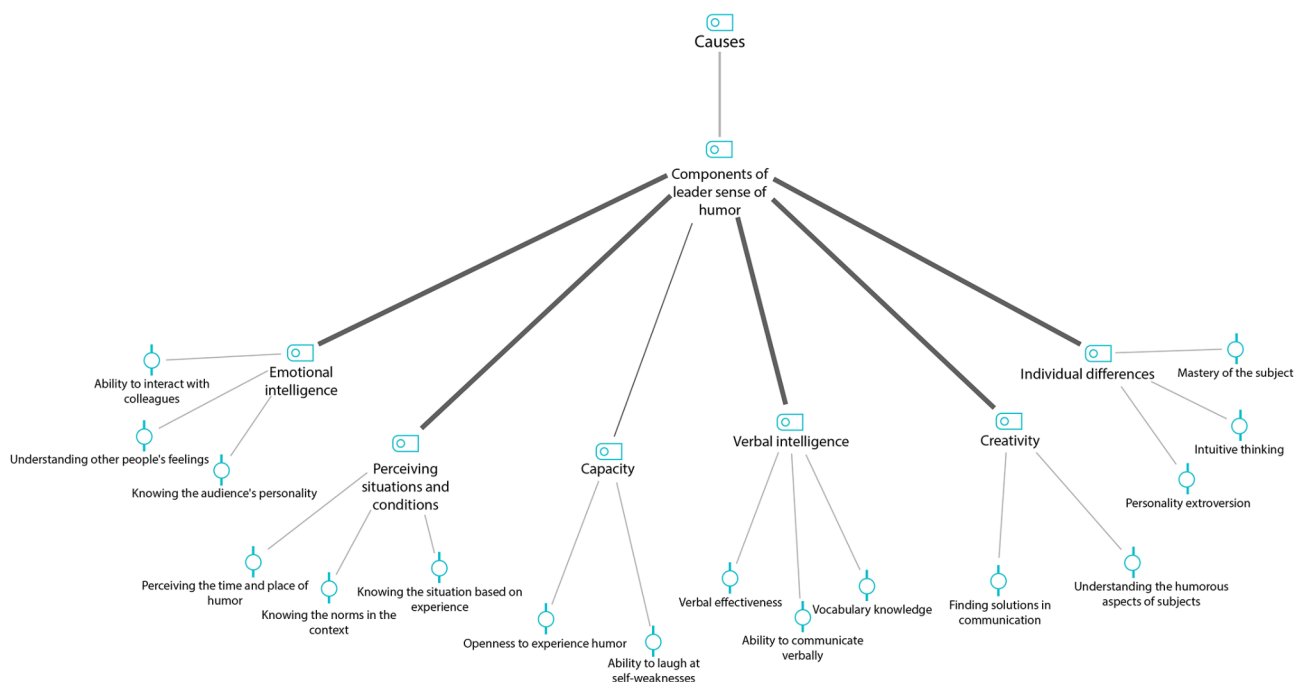 Causes
Components of
leader sense of
humor
Emotional
intelligence
Ability to interact with
colleagues
Understanding other people's feelings
Knowing the audience's personality
Perceiving
situations and
conditions
Perceiving the time and place of
humor
Knowing the norms in the
context
Knowing the situation based on
experience
Capacity
Openness to experience humor
Ability to laugh at
self-weaknesses
Verbal intelligence
Verbal effectiveness
Ability to communicate
verbally
Vocabulary knowledge
Creativity
Finding solutions in
communication
Understanding the humorous
aspects of subjects
Individual differences
Mastery of the subject
Intuitive thinking
Personality extroversion